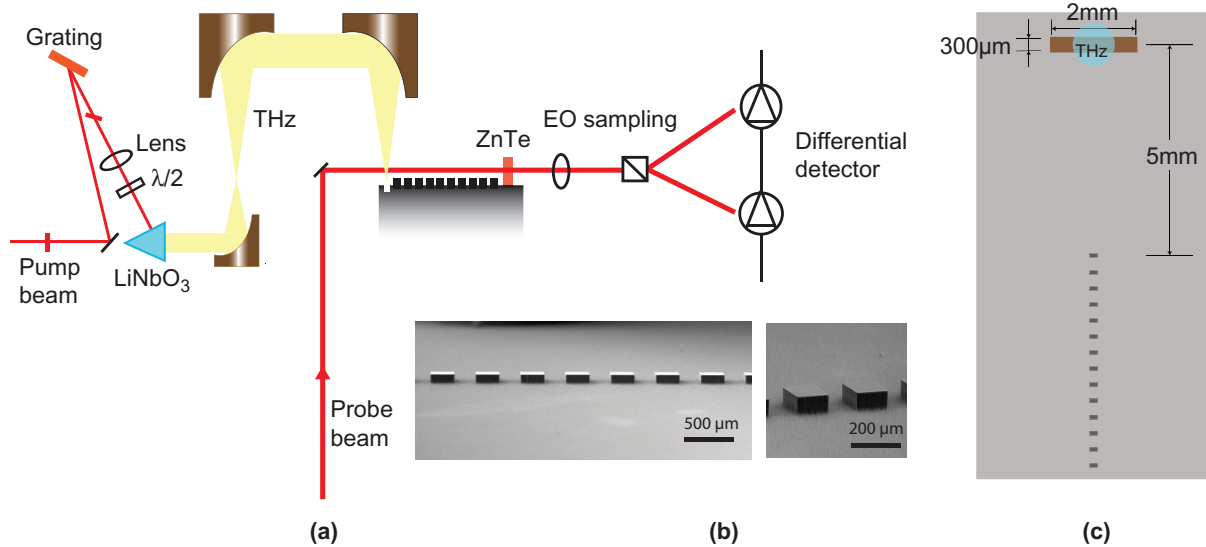 Grating
Lens
λ/2
Pump
beam
LiNbO₃
THz
Probe
beam
ZnTe
EO sampling
Differential
detector
500 µm
200 µm
2mm
300µm
THz
5mm
(a)
(b)
(c)